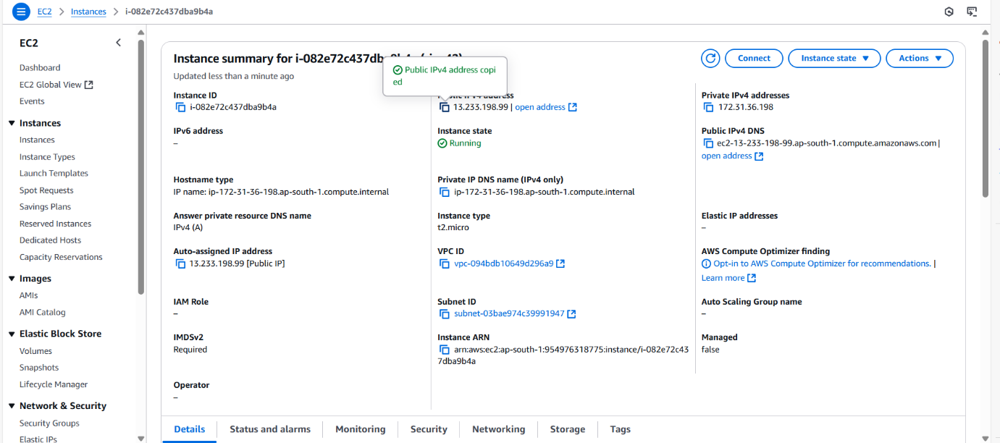 EC2 > Instances > i-082e72c437dba9b4a
EC2
Dashboard
EC2 Global View
Events
Instances
Instances
Instance Types
Launch Templates
Spot Requests
Savings Plans
Reserved Instances
Dedicated Hosts
Capacity Reservations
Images
AMIs
AMI Catalog
Elastic Block Store
Volumes
Snapshots
Lifecycle Manager
Network & Security
Security Groups
Elastic IPs
Instance summary for i-082e72c437db
Updated less than a minute ago
Connect
Instance state
Actions
Public IPv4 address copi
ed
Instance ID
i-082e72c437dba9b4a
address
13.233.198.99 | open address
Private IPv4 addresses
172.31.36.198
IPv6 address
–
Instance state
Running
Public IPv4 DNS
ec2-13-233-198-99.ap-south-1.compute.amazonaws.com |
open address
Hostname type
IP name: ip-172-31-36-198.ap-south-1.compute.internal
Private IP DNS name (IPv4 only)
ip-172-31-36-198.ap-south-1.compute.internal
Answer private resource DNS name
IPv4 (A)
Instance type
t2.micro
Elastic IP addresses
–
Auto-assigned IP address
13.233.198.99 [Public IP]
VPC ID
vpc-094bdb10649d296a9
AWS Compute Optimizer finding
Opt-in to AWS Compute Optimizer for recommendations. |
Learn more
IAM Role
–
Subnet ID
subnet-03bae974c39991947
Auto Scaling Group name
–
IMDSv2
Required
Instance ARN
arn:aws:ec2:ap-south-1:954976318775:instance/i-082e72c43
7dba9b4a
Managed
false
Operator
–
Details
Status and alarms
Monitoring
Security
Networking
Storage
Tags